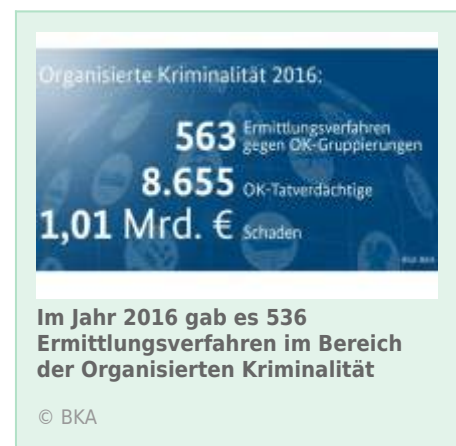 Organisierte Kriminalität 2016:
563 Ermittlungsverfahren
gegen OK-Gruppierungen
8.655 OK-Tatverdächtige
1,01 Mrd. € Schaden
Im Jahr 2016 gab es 536
Ermittlungsverfahren im Bereich
der Organisierten Kriminalität
© BKA